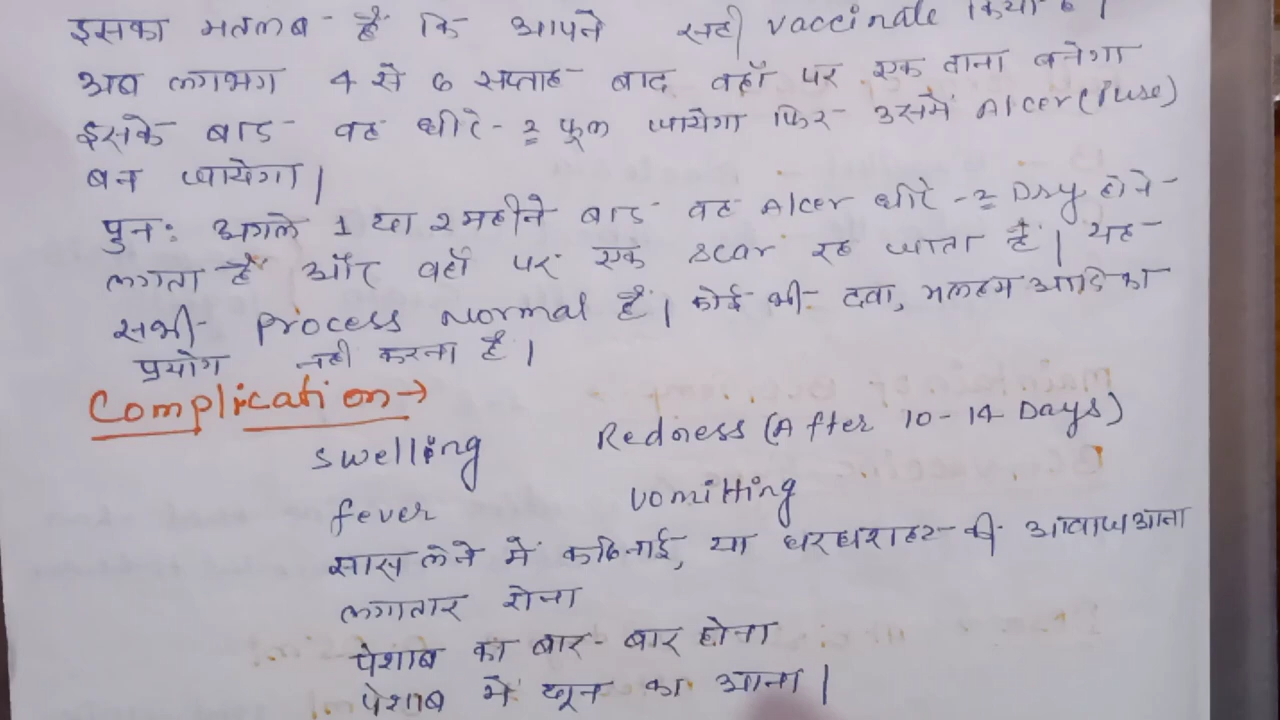 इसका मतलब है कि आपने सही vaccinate किया है।
अब लगभग 4 से 6 सप्ताह बाद वहाँ पर एक दाना बनेगा
इसके बाद वह धीरे-2 फूल जायेगा फिर उसमें Alcer (Puse)
बन जायेगा।
पुनः अगले 1 या 2 महीने बाद वह Alcer धीरे-2 Dry होने
लगता है और वहाँ पर एक scar रह जाता है। यह
सभी process Normal है। कोई भी दवा, मलहम आदि का
प्रयोग नही करना है।
Complication→
swelling Redness (After 10-14 Days)
fever vomitting
सास लेने में कठिनाई, या घरघराहट की आवाज आना
लगातार रोना
पेशाब का बार-बार होना
पेशाब में खून का आना।